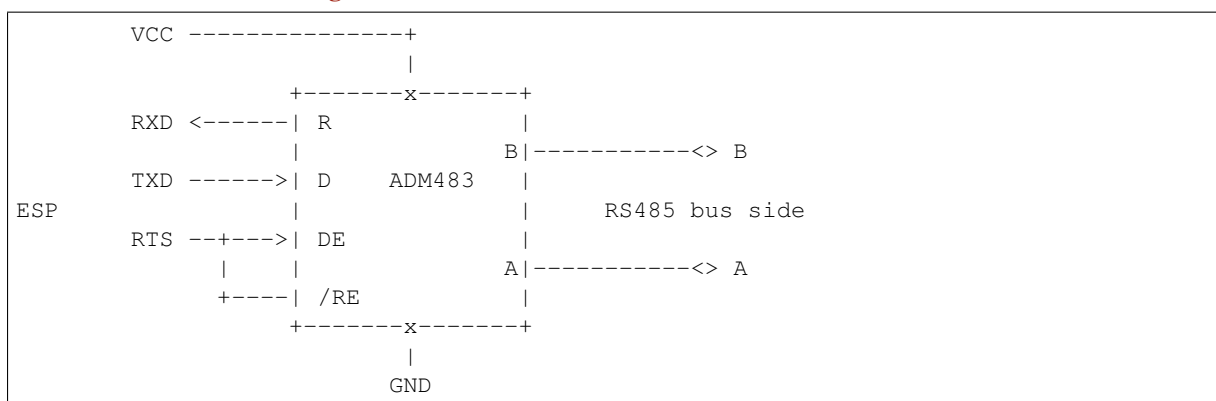 VCC ---------------+
|
+-------x-------+
RXD <------| R |
| B|-----------<> B
TXD ------>| D ADM483 |
ESP | | RS485 bus side
RTS --+--->| DE |
| | A|-----------<> A
+----| /RE |
+-------x-------+
|
GND